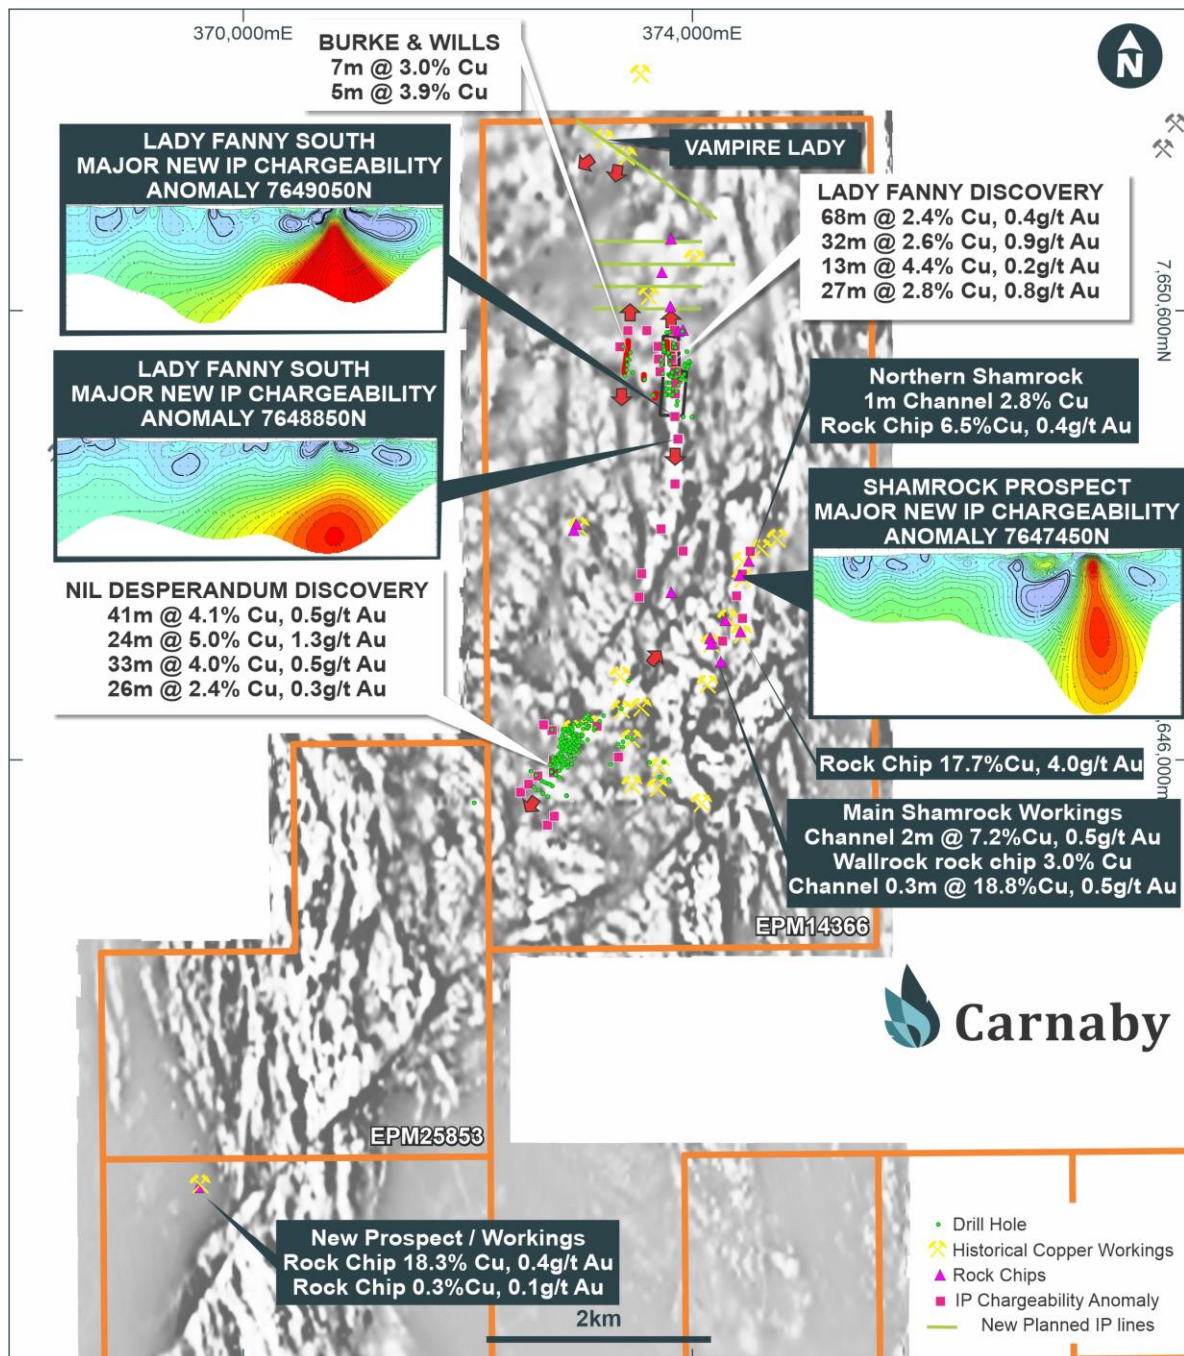 370,000mE
374,000mE
N
BURKE & WILLS
7m @ 3.0% Cu
5m @ 3.9% Cu
LADY FANNY SOUTH
MAJOR NEW IP CHARGEABILITY
ANOMALY 7649050N
VAMPIRE LADY
LADY FANNY DISCOVERY
68m @ 2.4% Cu, 0.4g/t Au
32m @ 2.6% Cu, 0.9g/t Au
13m @ 4.4% Cu, 0.2g/t Au
27m @ 2.8% Cu, 0.8g/t Au
7,650,600mN
LADY FANNY SOUTH
MAJOR NEW IP CHARGEABILITY
ANOMALY 7648850N
Northern Shamrock
1m Channel 2.8% Cu
Rock Chip 6.5%Cu, 0.4g/t Au
SHAMROCK PROSPECT
MAJOR NEW IP CHARGEABILITY
ANOMALY 7647450N
NIL DESPERANDUM DISCOVERY
41m @ 4.1% Cu, 0.5g/t Au
24m @ 5.0% Cu, 1.3g/t Au
33m @ 4.0% Cu, 0.5g/t Au
26m @ 2.4% Cu, 0.3g/t Au
Rock Chip 17.7%Cu, 4.0g/t Au
,646,000m
Main Shamrock Workings
Channel 2m @ 7.2%Cu, 0.5g/t Au
Wallrock rock chip 3.0% Cu
Channel 0.3m @ 18.8%Cu, 0.5g/t Au
EPM14366
Carnaby
EPM25853
New Prospect / Workings
Rock Chip 18.3% Cu, 0.4g/t Au
Rock Chip 0.3%Cu, 0.1g/t Au
2km
Drill Hole
Historical Copper Workings
Rock Chips
IP Chargeability Anomaly
New Planned IP lines